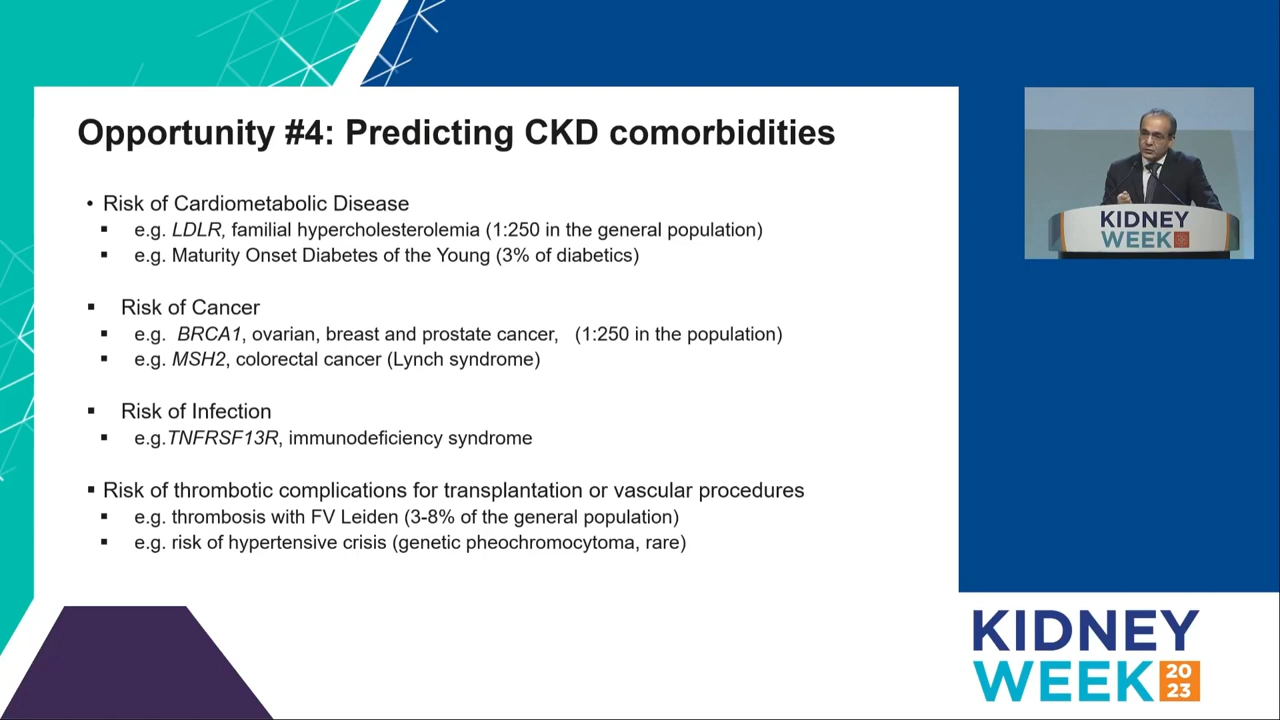 Opportunity #4: Predicting CKD comorbidities
• Risk of Cardiometabolic Disease
▪ e.g. LDLR, familial hypercholesterolemia (1:250 in the general population)
▪ e.g. Maturity Onset Diabetes of the Young (3% of diabetics)
▪ Risk of Cancer
▪ e.g. BRCA1, ovarian, breast and prostate cancer, (1:250 in the population)
▪ e.g. MSH2, colorectal cancer (Lynch syndrome)
▪ Risk of Infection
▪ e.g.TNFRSF13R, immunodeficiency syndrome
▪ Risk of thrombotic complications for transplantation or vascular procedures
▪ e.g. thrombosis with FV Leiden (3-8% of the general population)
▪ e.g. risk of hypertensive crisis (genetic pheochromocytoma, rare)
KIDNEY
WEEK
KIDNEY
WEEK 20
23